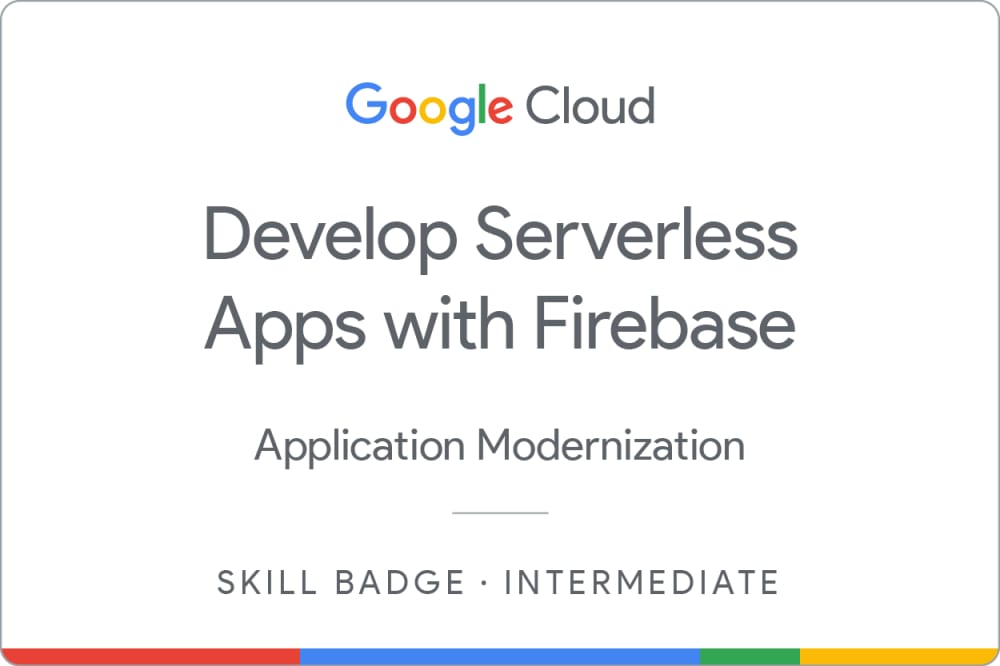 Google Cloud
Develop Serverless
Apps with Firebase
Application Modernization
SKILL BADGE · INTERMEDIATE